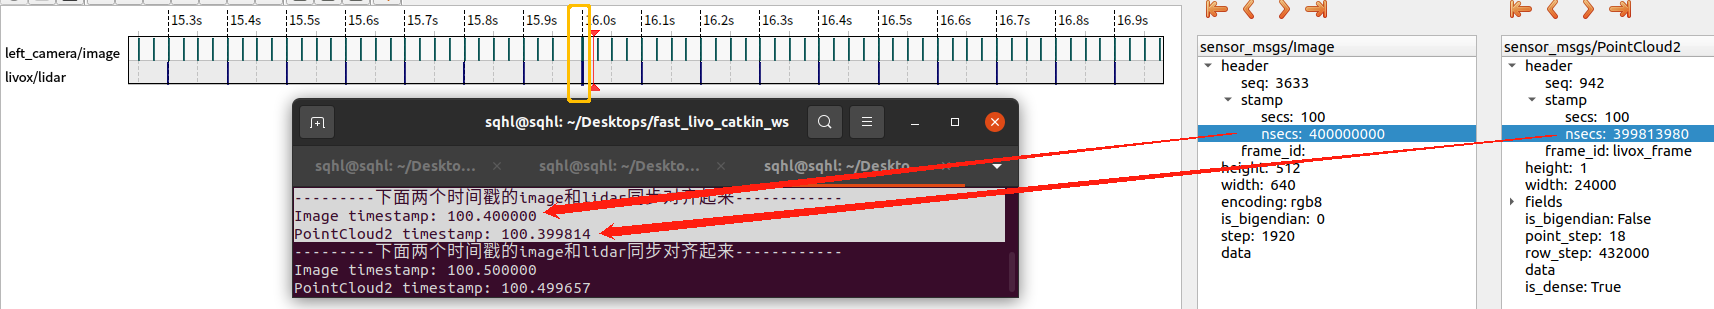 15.3s 15.4s 15.5s 15.6s 15.7s 15.8s 15.9s 16.0s 16.1s 16.2s 16.3s 16.4s 16.5s 16.6s 16.7s 16.8s 16.9s
left_camera/image
livox/lidar
sqhl@sqhl: ~/Desktops/fast_livo_catkin_ws
sqhl@sqhl: ~/Deskto... × sqhl@sqhl: ~/Deskto... × sqhl@sqhl: ~/Deskto...
---------下面两个时间戳的image和lidar同步对齐起来------------
Image timestamp: 100.400000
PointCloud2 timestamp: 100.399814
---------下面两个时间戳的image和lidar同步对齐起来------------
Image timestamp: 100.500000
PointCloud2 timestamp: 100.499657
sensor_msgs/Image
header
seq: 3633
stamp
secs: 100
nsecs: 400000000
frame_id:
height: 512
width: 640
encoding: rgb8
is_bigendian: 0
step: 1920
data
sensor_msgs/PointCloud2
header
seq: 942
stamp
secs: 100
nsecs: 399813980
frame_id: livox_frame
height: 1
width: 24000
fields
is_bigendian: False
point_step: 18
row_step: 432000
data
is_dense: True